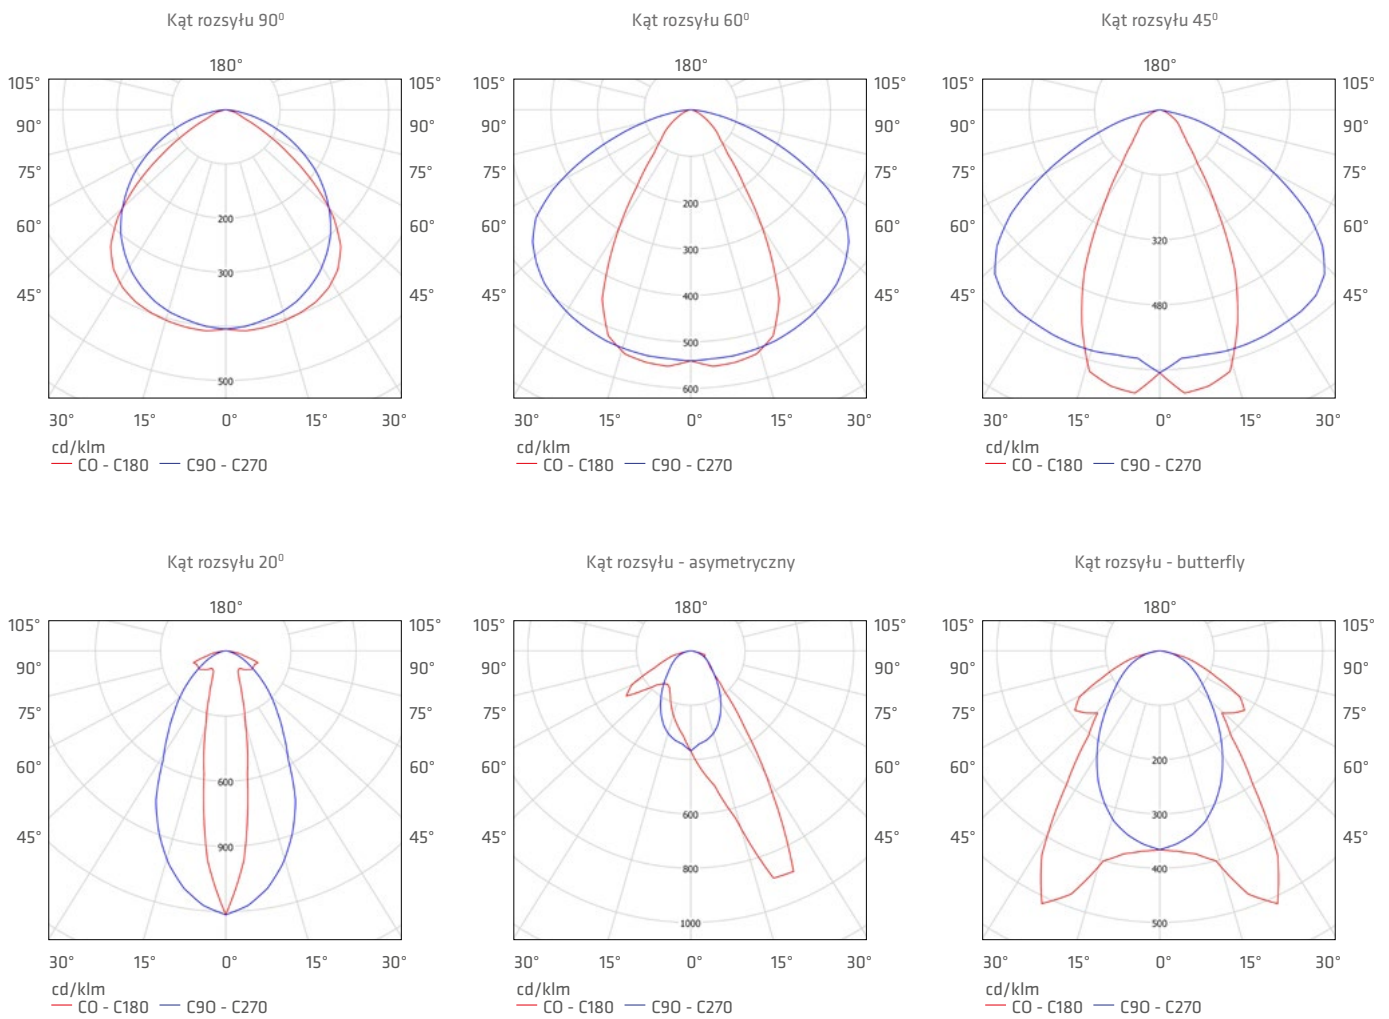 Kąt rozsyłu 90⁰
Kąt rozsyłu 60⁰
Kąt rozsyłu 45⁰
180°
180°
180°
105° 105° 105° 105° 105° 105°
90° 90° 90° 90° 90° 90°
75° 75° 75° 75° 75° 75°
60° 60° 60° 60° 60° 60°
45° 45° 45° 45° 45° 45°
200
300
500
200
300
400
500
600
320
480
30° 15° 0° 15° 30°
30° 15° 0° 15° 30°
30° 15° 0° 15° 30°
cd/klm
C0 - C180 C90 - C270
cd/klm
C0 - C180 C90 - C270
cd/klm
C0 - C180 C90 - C270
Kąt rozsyłu 20⁰
Kąt rozsyłu - asymetryczny
Kąt rozsyłu - butterfly
180°
180°
180°
105° 105° 105° 105° 105° 105°
90° 90° 90° 90° 90° 90°
75° 75° 75° 75° 75° 75°
60° 60° 60° 60° 60° 60°
45° 45° 45° 45° 45° 45°
600
900
600
800
1000
200
300
400
500
30° 15° 0° 15° 30°
30° 15° 0° 15° 30°
30° 15° 0° 15° 30°
cd/klm
C0 - C180 C90 - C270
cd/klm
C0 - C180 C90 - C270
cd/klm
C0 - C180 C90 - C270